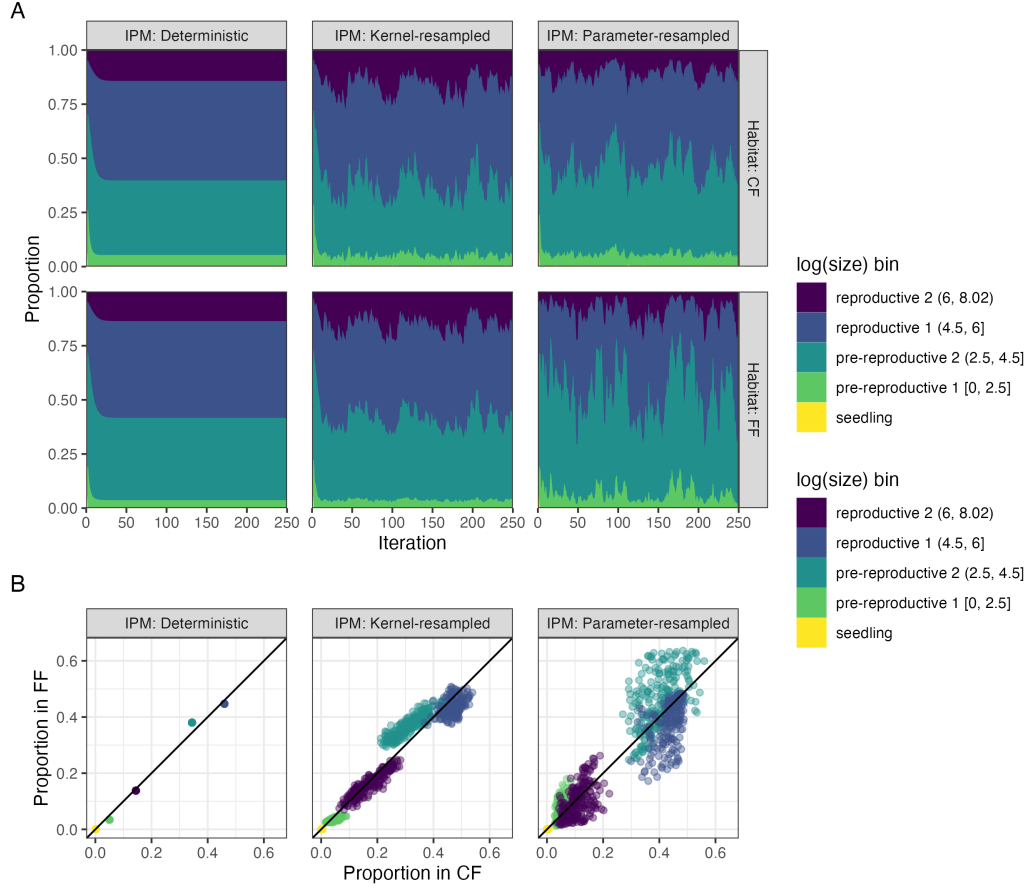 A
IPM: Deterministic
IPM: Kernel-resampled
IPM: Parameter-resampled
Proportion
1.00
0.75
0.50
0.25
0.00
Habitat: CF
1.00
0.75
0.50
0.25
0.00
Habitat: FF
0 50 100 150 200 250
0 50 100 150 200 250
0 50 100 150 200 250
Iteration
log(size) bin
reproductive 2 (6, 8.02)
reproductive 1 (4.5, 6]
pre-reproductive 2 (2.5, 4.5]
pre-reproductive 1 [0, 2.5]
seedling
log(size) bin
reproductive 2 (6, 8.02)
reproductive 1 (4.5, 6]
pre-reproductive 2 (2.5, 4.5]
pre-reproductive 1 [0, 2.5]
seedling
B
IPM: Deterministic
IPM: Kernel-resampled
IPM: Parameter-resampled
Proportion in FF
0.6
0.4
0.2
0.0
0.0 0.2 0.4 0.6
0.0 0.2 0.4 0.6
0.0 0.2 0.4 0.6
Proportion in CF